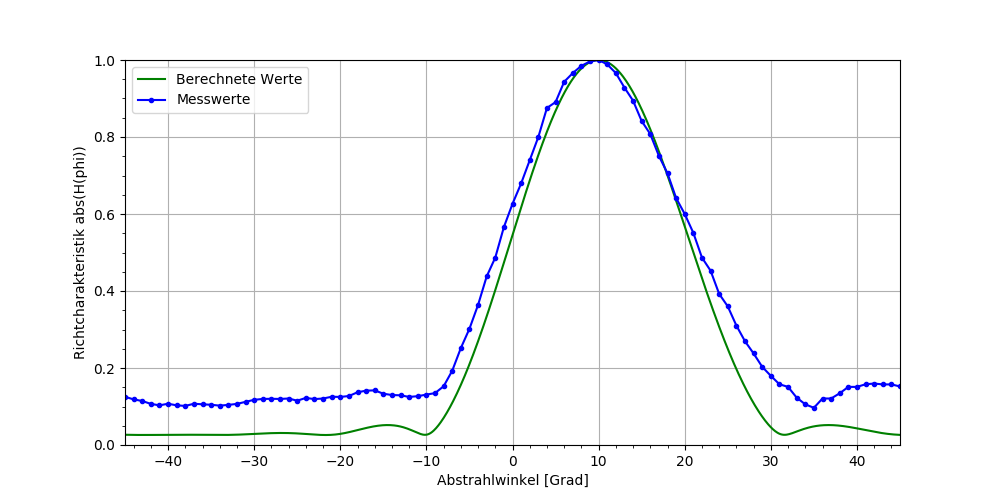 Berechnete Werte
Messwerte
1.0
0.8
0.6
0.4
0.2
0.0
Richtcharakteristik abs(H(phi))
−40 −30 −20 −10 0 10 20 30 40
Abstrahlwinkel [Grad]